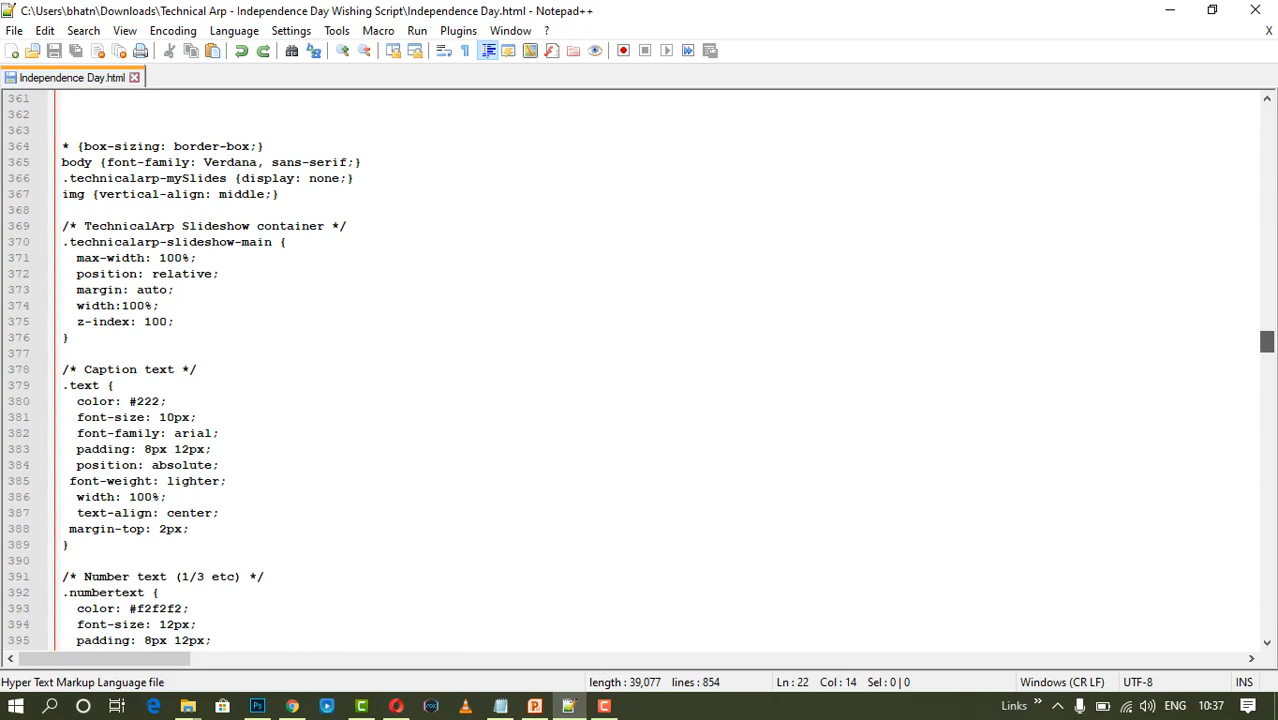 C:\Users\bhatn\Downloads\Technical Arp - Independence Day Wishing Script\Independence Day.html - Notepad++
File Edit Search View Encoding Language Settings Tools Macro Run Plugins Window ? X
Independence Day.html
361
362
363
364 * {box-sizing: border-box;}
365 body {font-family: Verdana, sans-serif;}
366 .technicalarp-mySlides {display: none;}
367 img {vertical-align: middle;}
368
369 /* TechnicalArp Slideshow container */
370 .technicalarp-slideshow-main {
371 max-width: 100%;
372 position: relative;
373 margin: auto;
374 width:100%;
375 z-index: 100;
376 }
377
378 /* Caption text */
379 .text {
380 color: #222;
381 font-size: 10px;
382 font-family: arial;
383 padding: 8px 12px;
384 position: absolute;
385 font-weight: lighter;
386 width: 100%;
387 text-align: center;
388 margin-top: 2px;
389 }
390
391 /* Number text (1/3 etc) */
392 .numbertext {
393 color: #f2f2f2;
394 font-size: 12px;
395 padding: 8px 12px;
Hyper Text Markup Language file length : 39,077 lines : 854 Ln : 22 Col : 14 Sel : 0 | 0 Windows (CR LF) UTF-8 INS
Links » ENG 10:37